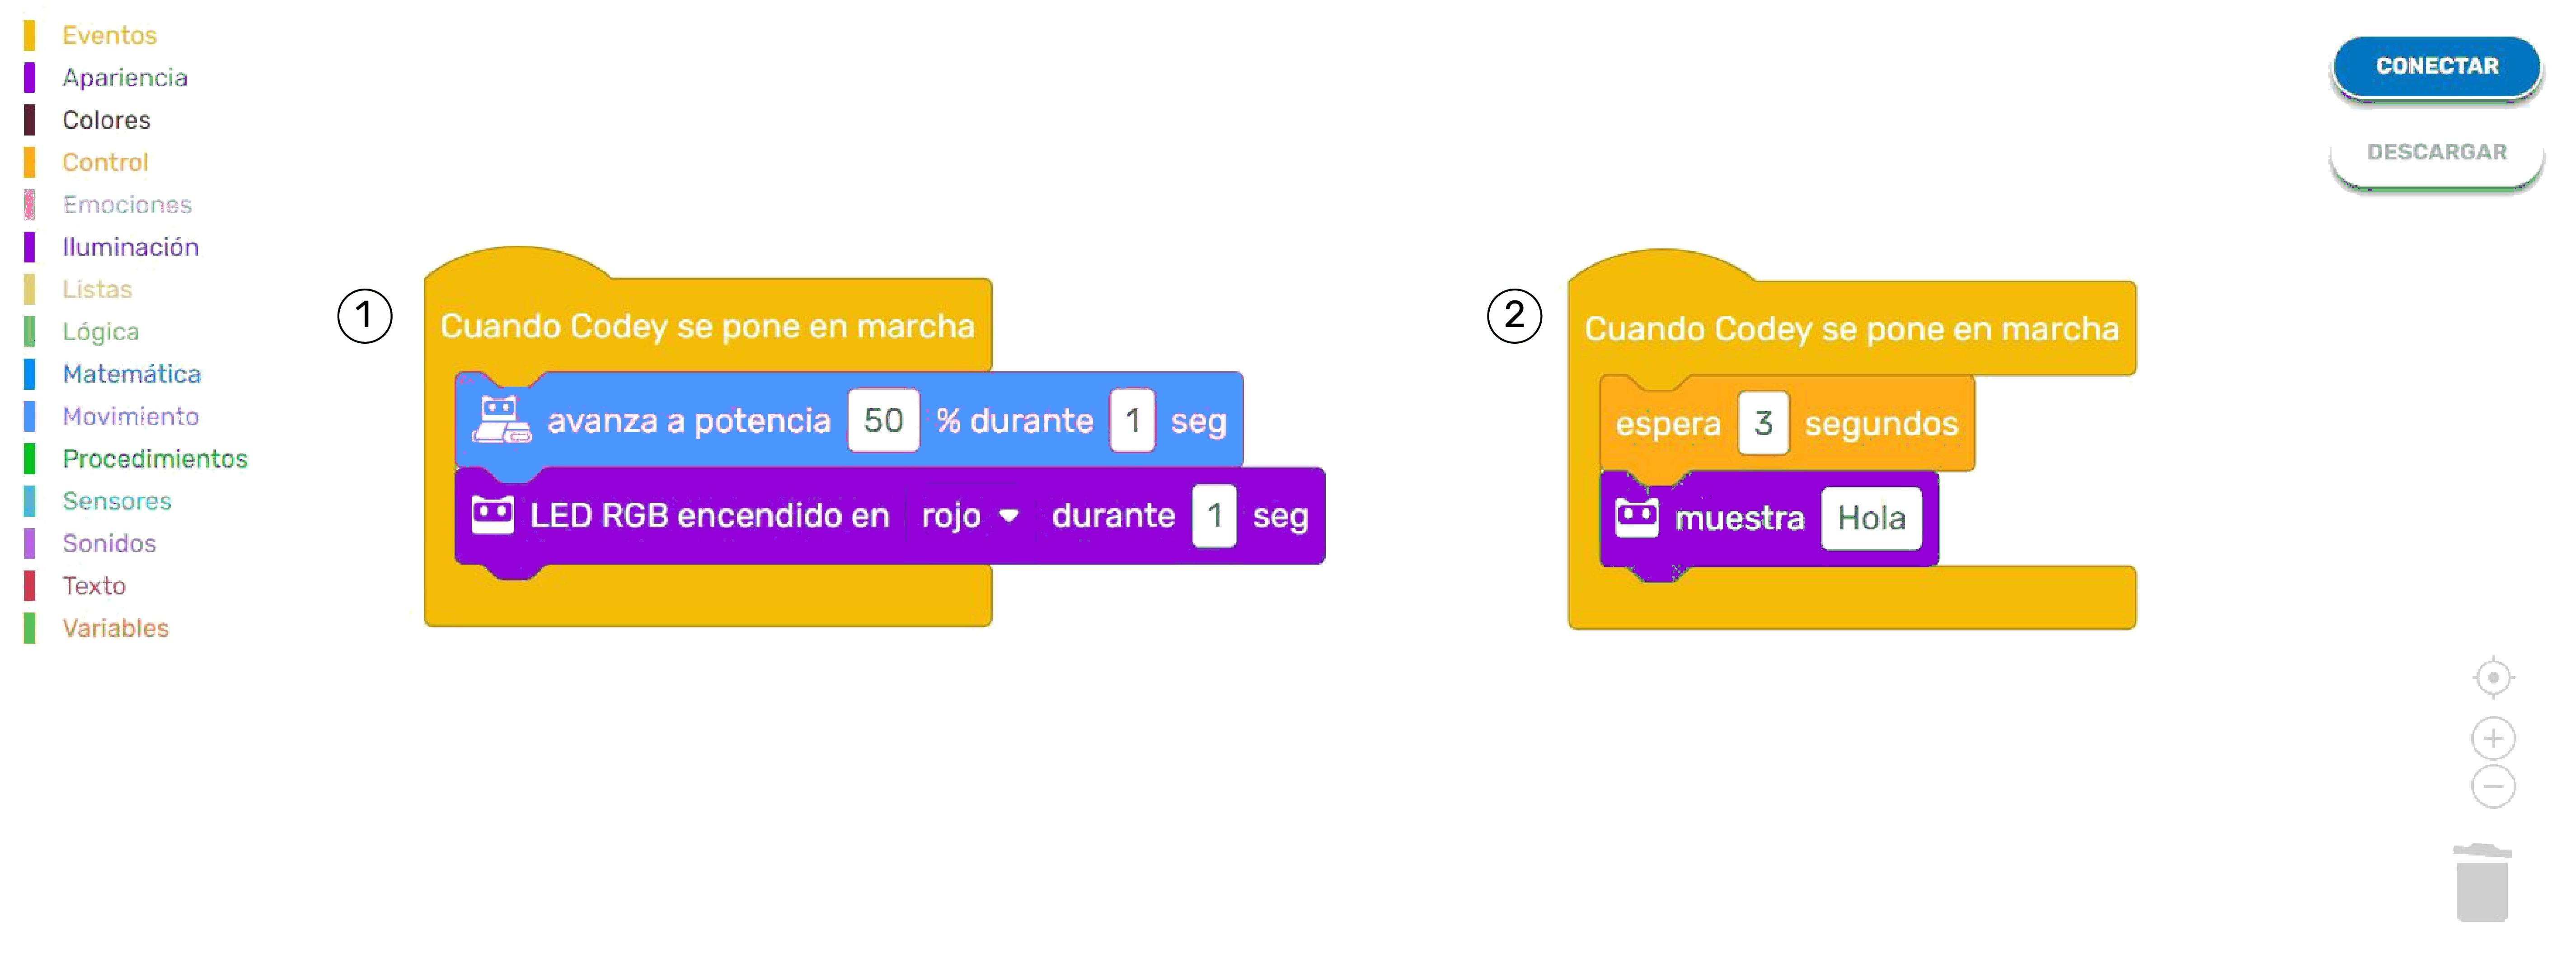 Eventos
Apariencia
Colores
Control
Emociones
Iluminación
Listas
Lógica
Matemática
Movimiento
Procedimientos
Sensores
Sonidos
Texto
Variables
1
Cuando Codey se pone en marcha
avanza a potencia 50 % durante 1 seg
LED RGB encendido en rojo durante 1 seg
2
Cuando Codey se pone en marcha
espera 3 segundos
muestra Hola
CONECTAR
DESCARGAR